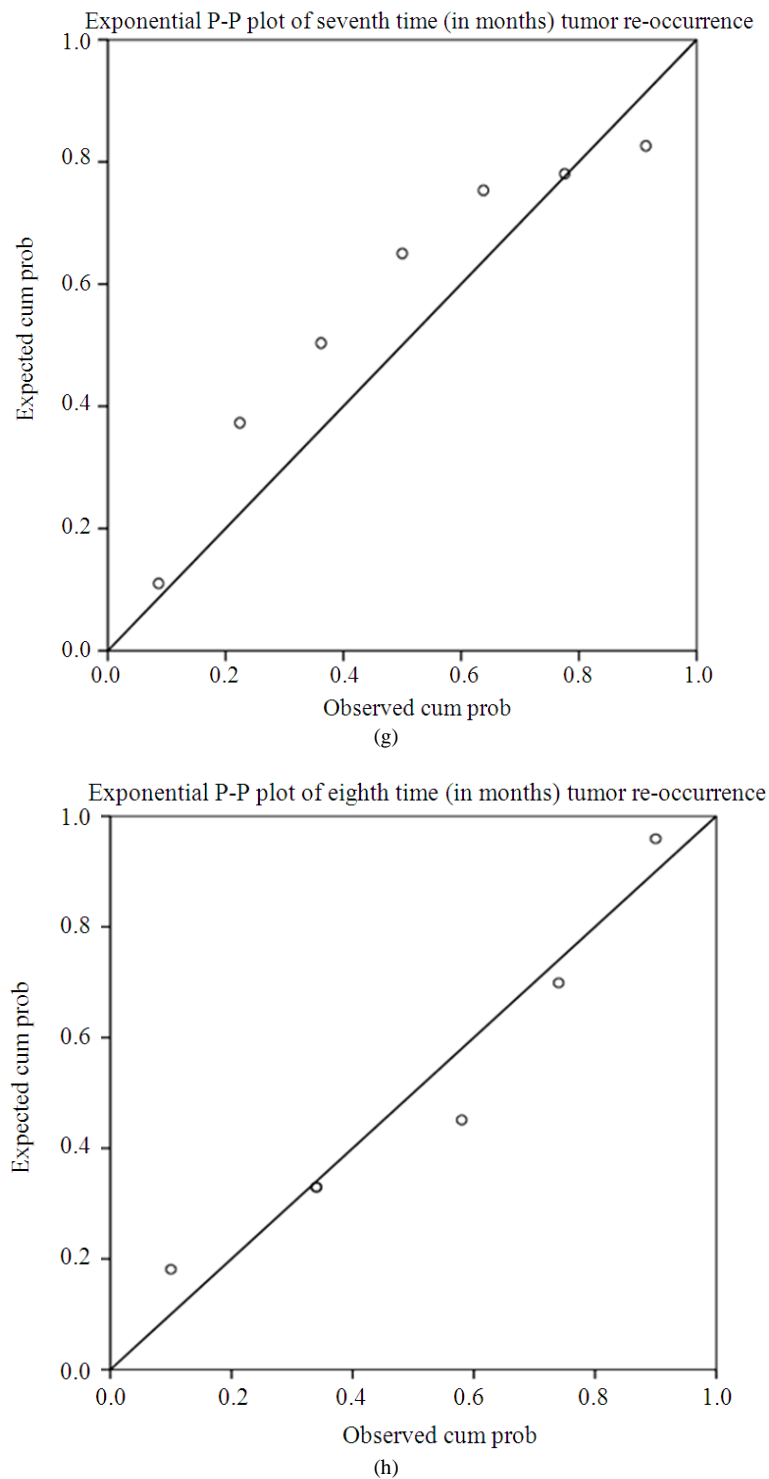 Exponential P-P plot of seventh time (in months) tumor re-occurrence
1.0
0.8
0.6
0.4
0.2
0.0
Expected cum prob
0.0 0.2 0.4 0.6 0.8 1.0
Observed cum prob
(g)
Exponential P-P plot of eighth time (in months) tumor re-occurrence
1.0
0.8
0.6
0.4
0.2
0.0
Expected cum prob
0.0 0.2 0.4 0.6 0.8 1.0
Observed cum prob
(h)